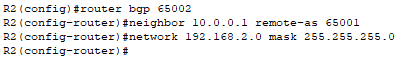 R2(config)#router bgp 65002
R2(config-router)#neighbor 10.0.0.1 remote-as 65001
R2(config-router)#network 192.168.2.0 mask 255.255.255.0
R2(config-router)#